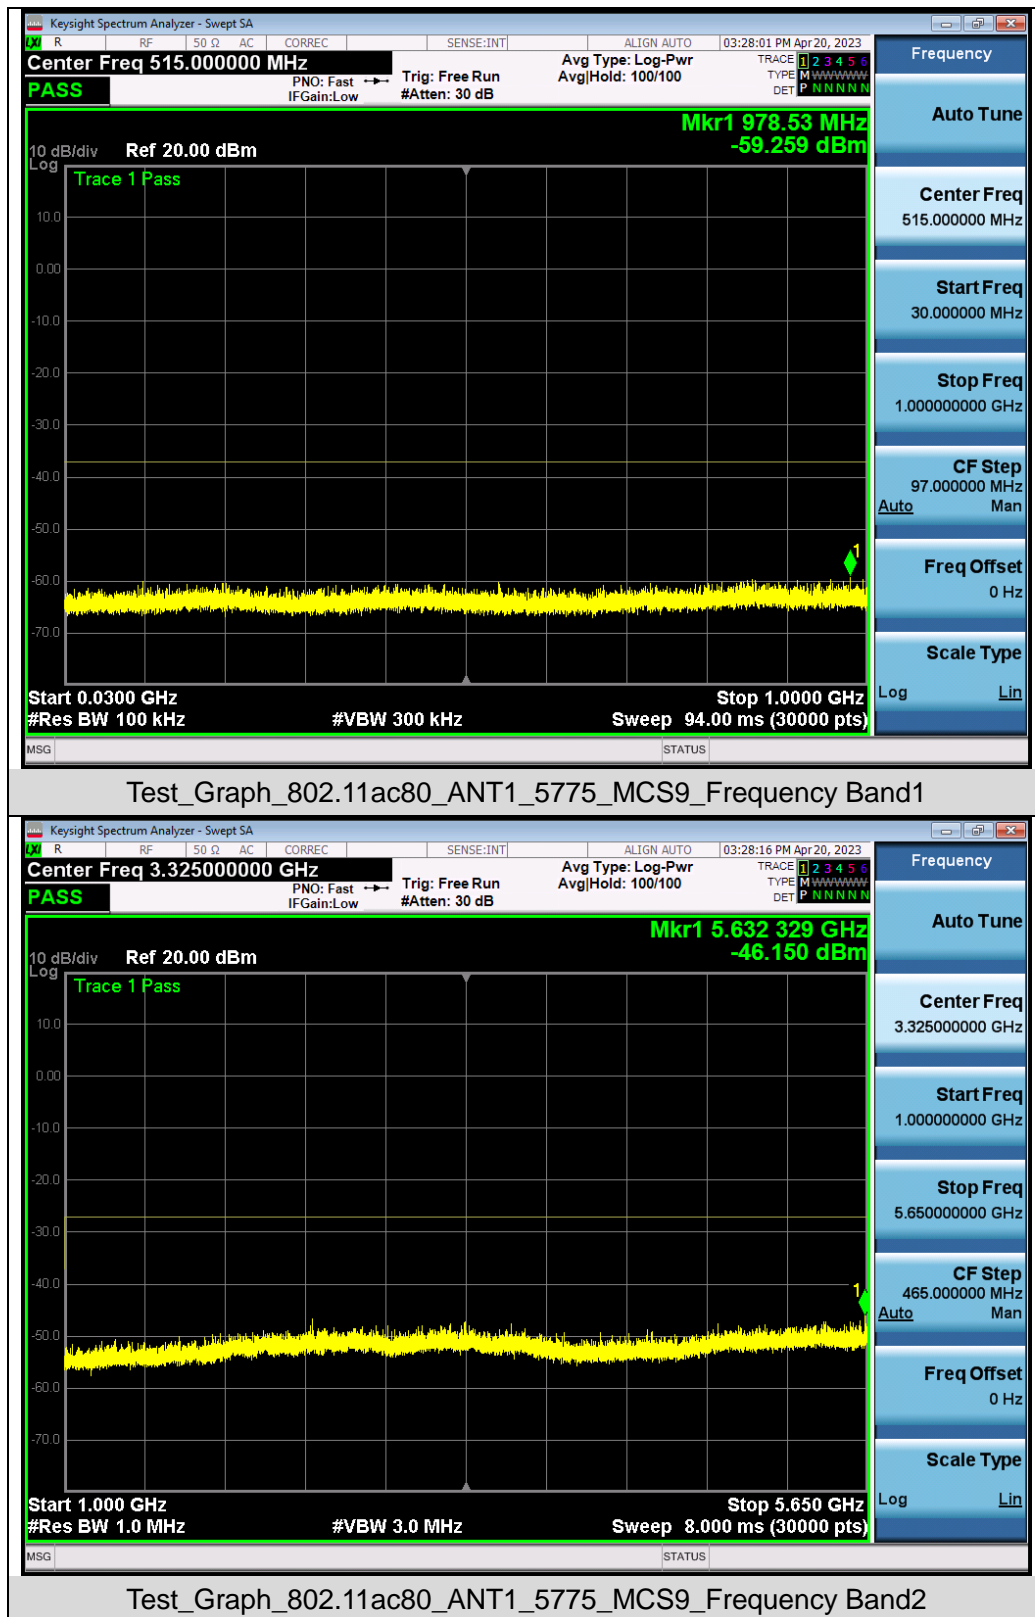 Keysight Spectrum Analyzer - Swept SA
LXI R RF 50 Ω AC CORREC SENSE:INT ALIGN AUTO 03:28:01 PM Apr 20, 2023
Center Freq 515.000000 MHz
PASS
PNO: Fast
IFGain:Low
Trig: Free Run
#Atten: 30 dB
Avg Type: Log-Pwr
Avg|Hold: 100/100
TRACE 1 2 3 4 5 6
TYPE M WWWWW
DET P N N N N N
Mkr1 978.53 MHz
-59.259 dBm
10 dB/div Ref 20.00 dBm
Log
Trace 1 Pass
10.0
0.00
-10.0
-20.0
-30.0
-40.0
-50.0
1
-60.0
-70.0
Start 0.0300 GHz Stop 1.0000 GHz
#Res BW 100 kHz #VBW 300 kHz Sweep 94.00 ms (30000 pts)
MSG STATUS
Frequency
Auto Tune
Center Freq
515.000000 MHz
Start Freq
30.000000 MHz
Stop Freq
1.000000000 GHz
CF Step
97.000000 MHz
Auto Man
Freq Offset
0 Hz
Scale Type
Log Lin
Test_Graph_802.11ac80_ANT1_5775_MCS9_Frequency Band1
Keysight Spectrum Analyzer - Swept SA
LXI R RF 50 Ω AC CORREC SENSE:INT ALIGN AUTO 03:28:16 PM Apr 20, 2023
Center Freq 3.325000000 GHz
PASS
PNO: Fast
IFGain:Low
Trig: Free Run
#Atten: 30 dB
Avg Type: Log-Pwr
Avg|Hold: 100/100
TRACE 1 2 3 4 5 6
TYPE M WWWWW
DET P N N N N N
Mkr1 5.632 329 GHz
-46.150 dBm
10 dB/div Ref 20.00 dBm
Log
Trace 1 Pass
10.0
0.00
-10.0
-20.0
-30.0
-40.0
1
-50.0
-60.0
-70.0
Start 1.000 GHz Stop 5.650 GHz
#Res BW 1.0 MHz #VBW 3.0 MHz Sweep 8.000 ms (30000 pts)
MSG STATUS
Frequency
Auto Tune
Center Freq
3.325000000 GHz
Start Freq
1.000000000 GHz
Stop Freq
5.650000000 GHz
CF Step
465.000000 MHz
Auto Man
Freq Offset
0 Hz
Scale Type
Log Lin
Test_Graph_802.11ac80_ANT1_5775_MCS9_Frequency Band2